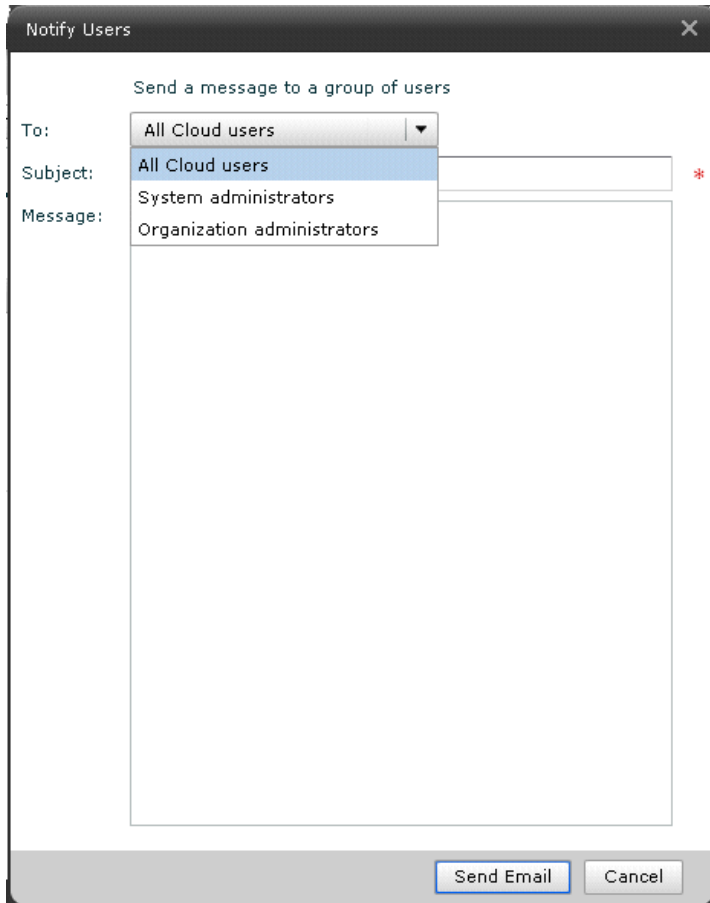 Notify Users
Send a message to a group of users
To:
All Cloud users
All Cloud users
Subject:
*
System administrators
Message:
Organization administrators
Send Email
Cancel